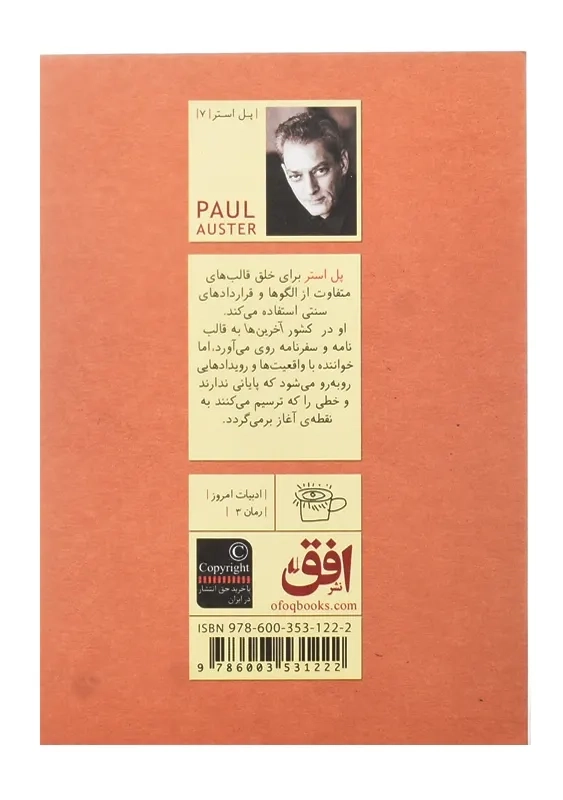 | پل استر | ۷ |
PAUL
AUSTER
پل استر برای خلق قالب‌های
متفاوت از الگوها و قراردادهای
سنتی استفاده می‌کند.
او در کشور آخرین‌ها به قالب
نامه و سفرنامه روی می‌آورد، اما
خواننده با واقعیت‌ها و رویدادهایی
روبه‌رو می‌شود که پایانی ندارند
و خطی را که ترسیم می‌کنند به
نقطه‌ی آغاز برمی‌گردد.
| ادبیات امروز |
| رمان ۳ |
نشر افق
ofoqbooks.com
©
Copyright
با خرید حق انتشار
در ایران
ISBN 978-600-353-122-2
9 786003 531222